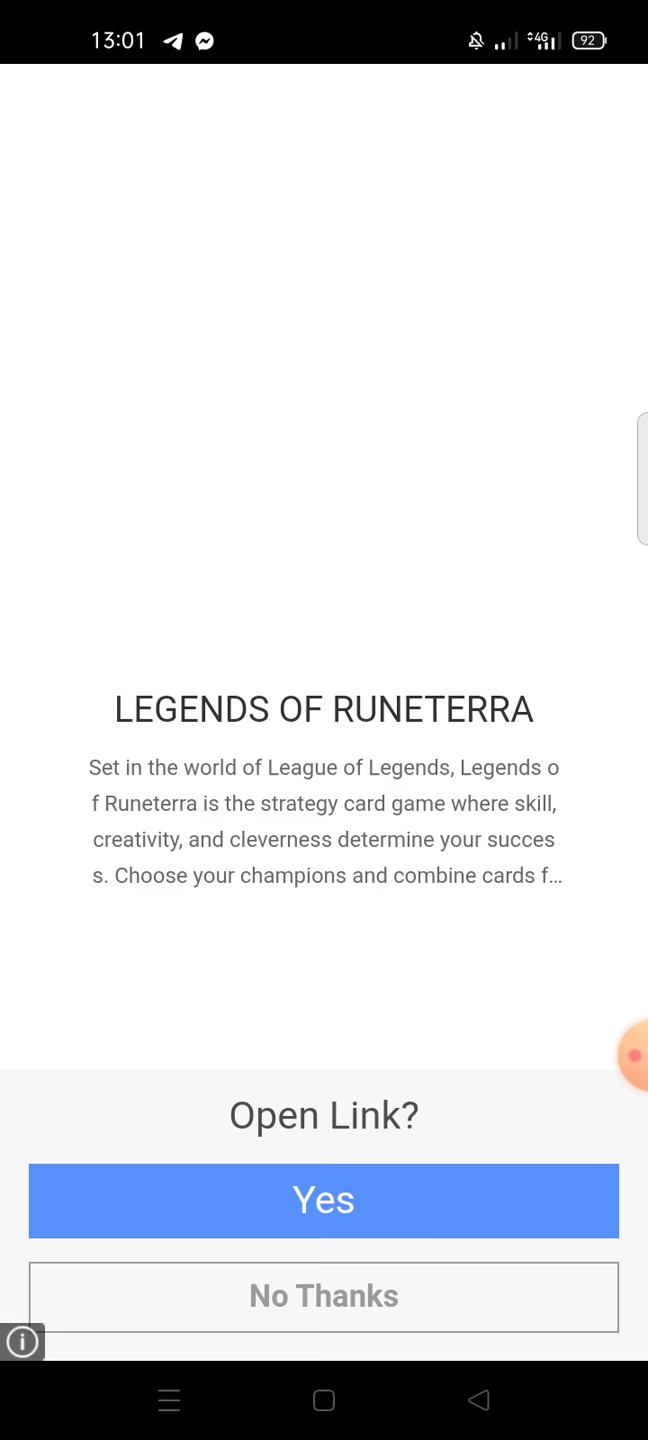 13:01
4G
92
LEGENDS OF RUNETERRA
Set in the world of League of Legends, Legends o
f Runeterra is the strategy card game where skill,
creativity, and cleverness determine your succes
s. Choose your champions and combine cards f...
Open Link?
Yes
No Thanks